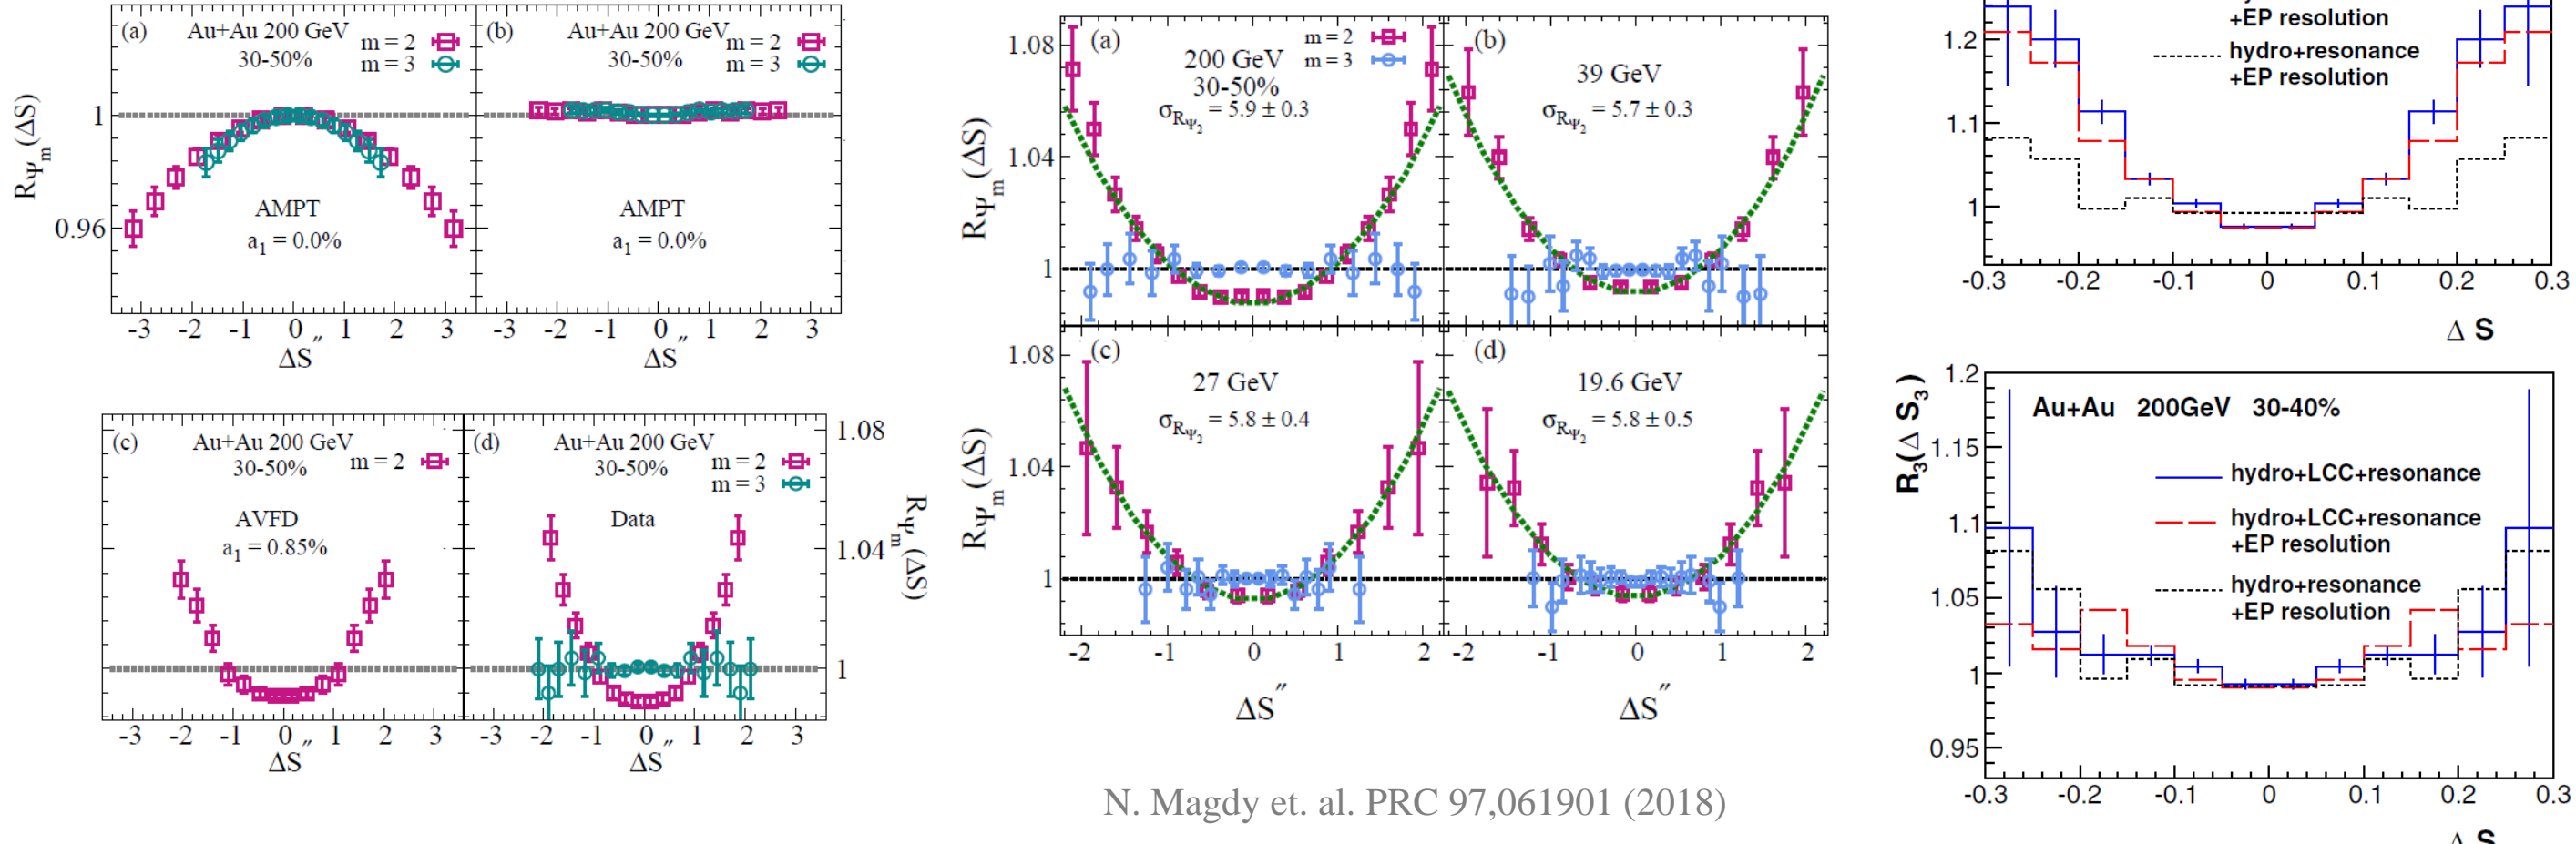 (a)
Au+Au 200 GeV
30-50%
m = 2
m = 3
AMPT
a₁ = 0.0%
(b)
Au+Au 200 GeV
30-50%
m = 2
m = 3
AMPT
a₁ = 0.0%
R_Ψm (ΔS)
1
0.96
-3 -2 -1 0 1 2 3
-3 -2 -1 0 1 2 3
ΔS″
ΔS″
(c)
Au+Au 200 GeV
30-50%
m = 2
AVFD
a₁ = 0.85%
(d)
Au+Au 200 GeV
30-50%
m = 2
m = 3
Data
1.08
1.04
1
R_Ψm (ΔS)
-3 -2 -1 0 1 2 3
-3 -2 -1 0 1 2 3
ΔS″
ΔS″
(a)
200 GeV
30-50%
σ_RΨ₂ = 5.9 ± 0.3
m = 2
m = 3
(b)
39 GeV
σ_RΨ₂ = 5.7 ± 0.3
R_Ψm (ΔS)
1.08
1.04
1
(c)
27 GeV
σ_RΨ₂ = 5.8 ± 0.4
(d)
19.6 GeV
σ_RΨ₂ = 5.8 ± 0.5
R_Ψm (ΔS)
1.08
1.04
1
-2 -1 0 1 2
-2 -1 0 1 2
ΔS″
ΔS″
N. Magdy et. al. PRC 97,061901 (2018)
+EP resolution
hydro+resonance
+EP resolution
1.2
1.1
1
-0.3 -0.2 -0.1 0 0.1 0.2 0.3
Δ S
R₃(Δ S₃)
1.2
1.15
1.1
1.05
1
0.95
Au+Au 200GeV 30-40%
hydro+LCC+resonance
hydro+LCC+resonance
+EP resolution
hydro+resonance
+EP resolution
-0.3 -0.2 -0.1 0 0.1 0.2 0.3
Δ S